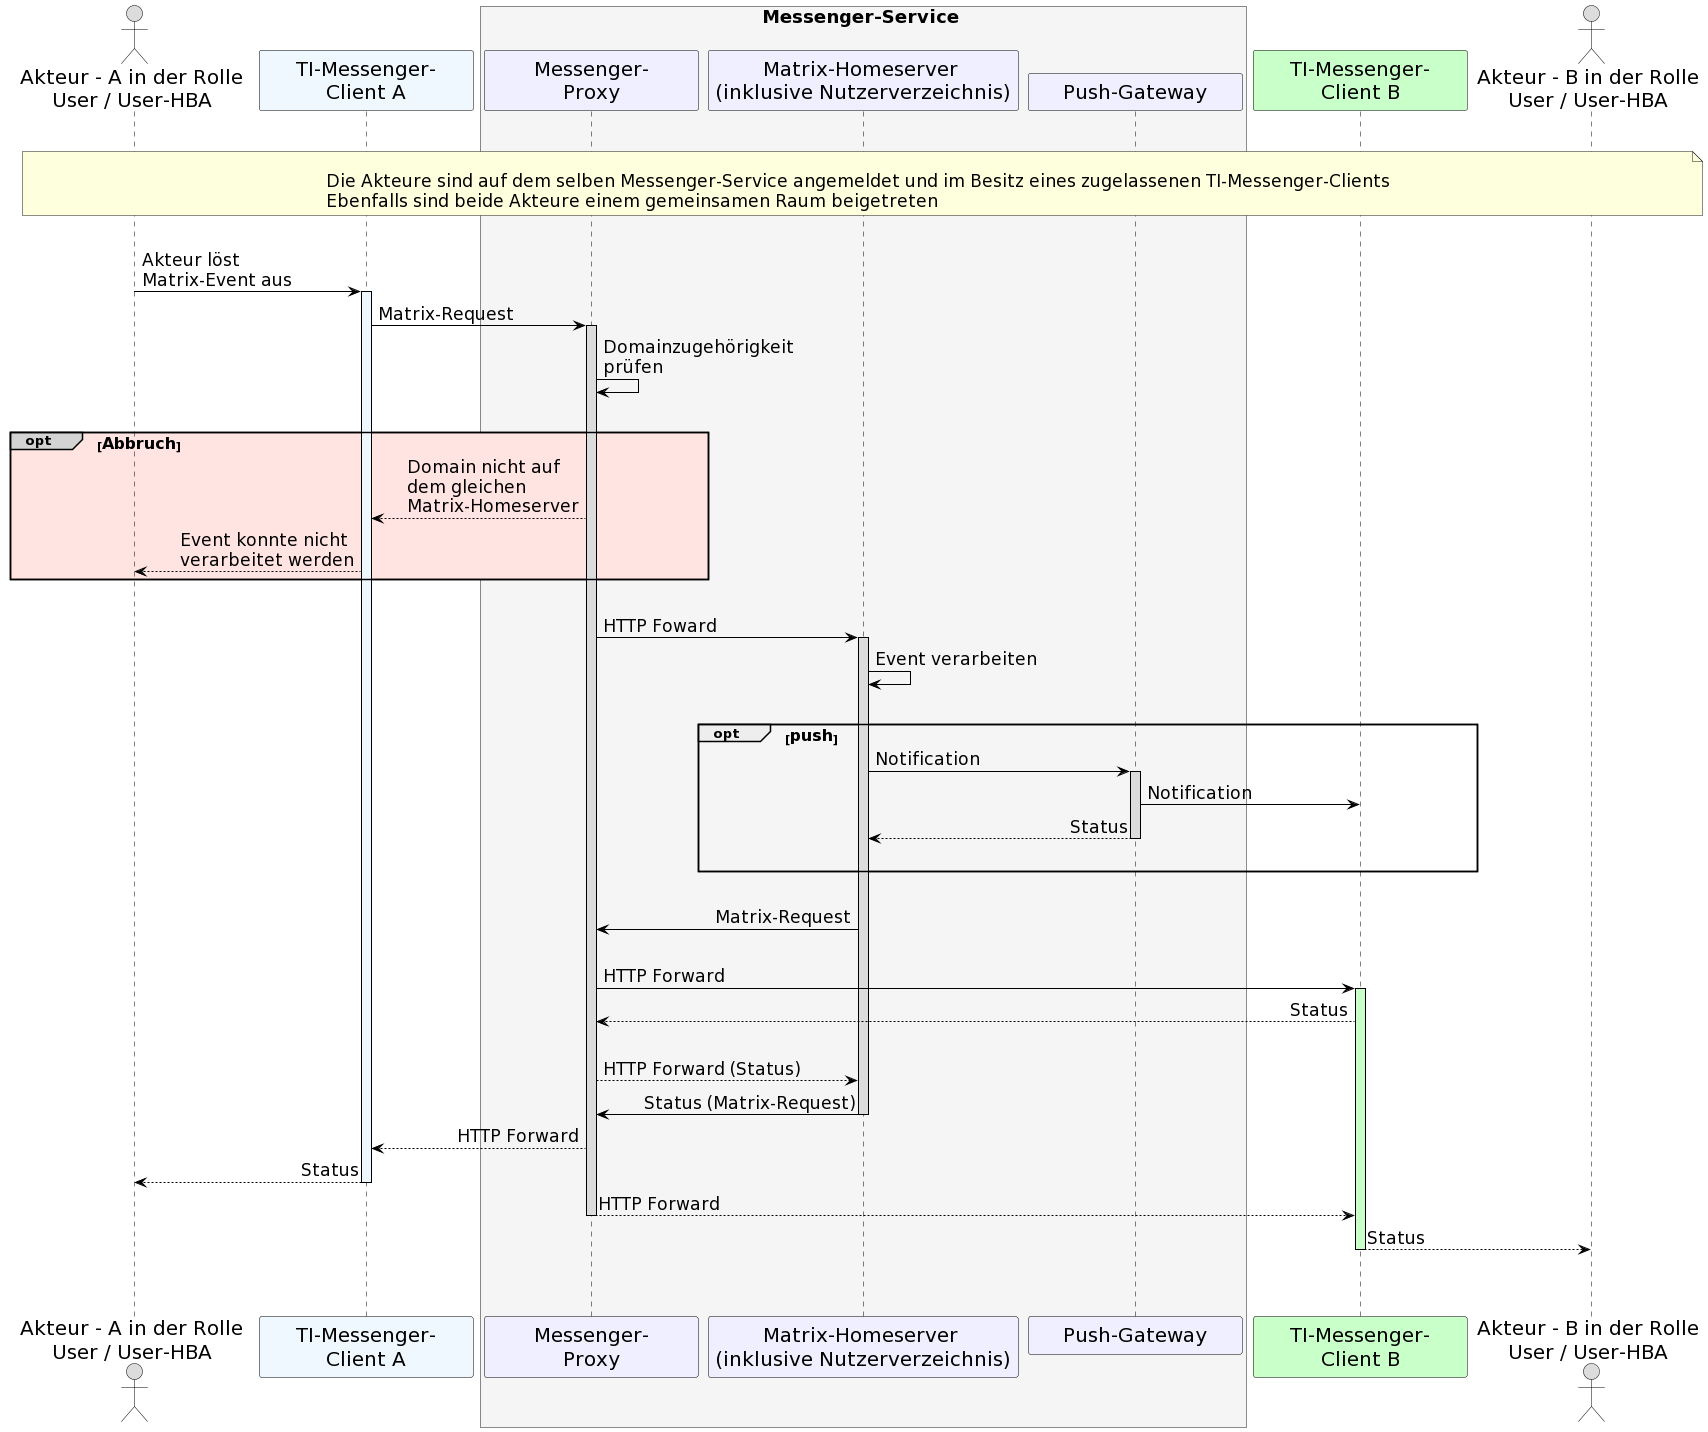 Messenger-Service
Akteur - A in der Rolle
User / User-HBA
TI-Messenger-
Client A
Messenger-
Proxy
Matrix-Homeserver
(inklusive Nutzerverzeichnis)
Push-Gateway
TI-Messenger-
Client B
Akteur - B in der Rolle
User / User-HBA
Die Akteure sind auf dem selben Messenger-Service angemeldet und im Besitz eines zugelassenen TI-Messenger-Clients
Ebenfalls sind beide Akteure einem gemeinsamen Raum beigetreten
Akteur löst
Matrix-Event aus
Matrix-Request
Domainzugehörigkeit
prüfen
opt [Abbruch]
Domain nicht auf
dem gleichen
Matrix-Homeserver
Event konnte nicht
verarbeitet werden
HTTP Foward
Event verarbeiten
opt [push]
Notification
Notification
Status
Matrix-Request
HTTP Forward
Status
HTTP Forward (Status)
Status (Matrix-Request)
HTTP Forward
Status
HTTP Forward
Status
Akteur - A in der Rolle
User / User-HBA
TI-Messenger-
Client A
Messenger-
Proxy
Matrix-Homeserver
(inklusive Nutzerverzeichnis)
Push-Gateway
TI-Messenger-
Client B
Akteur - B in der Rolle
User / User-HBA